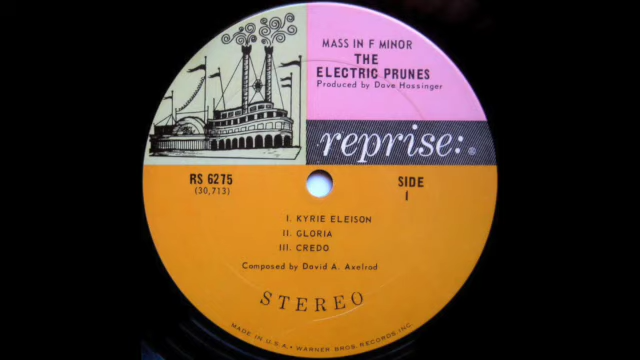 MASS IN F MINOR
THE
ELECTRIC PRUNES
Produced by Dave Hassinger
reprise:®
RS 6275
(30,713)
SIDE
1
I. KYRIE ELEISON
II. GLORIA
III. CREDO
Composed by David A. Axelrod
STEREO
MADE IN U.S.A. • WARNER BROS. RECORDS, INC.